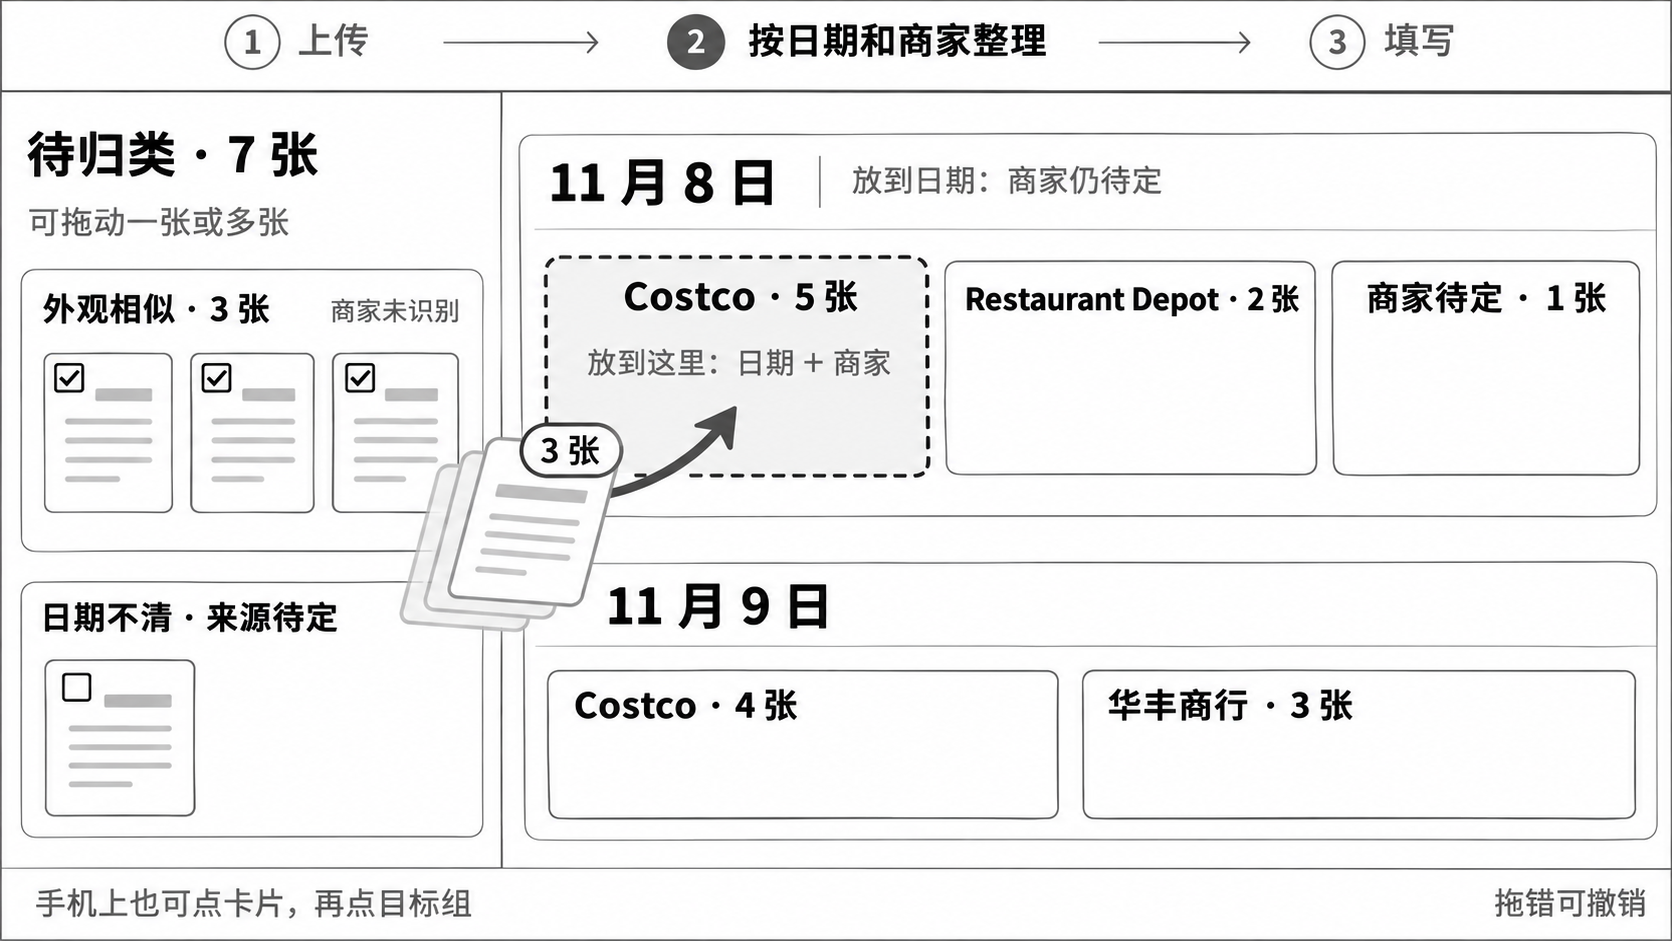 1 上传
2 按日期和商家整理
3 填写
待归类 · 7 张
可拖动一张或多张
外观相似 · 3 张
商家未识别
3 张
日期不清 · 来源待定
11 月 8 日
放到日期：商家仍待定
Costco · 5 张
放到这里：日期 + 商家
Restaurant Depot · 2 张
商家待定 · 1 张
11 月 9 日
Costco · 4 张
华丰商行 · 3 张
手机上也可点卡片，再点目标组
拖错可撤销